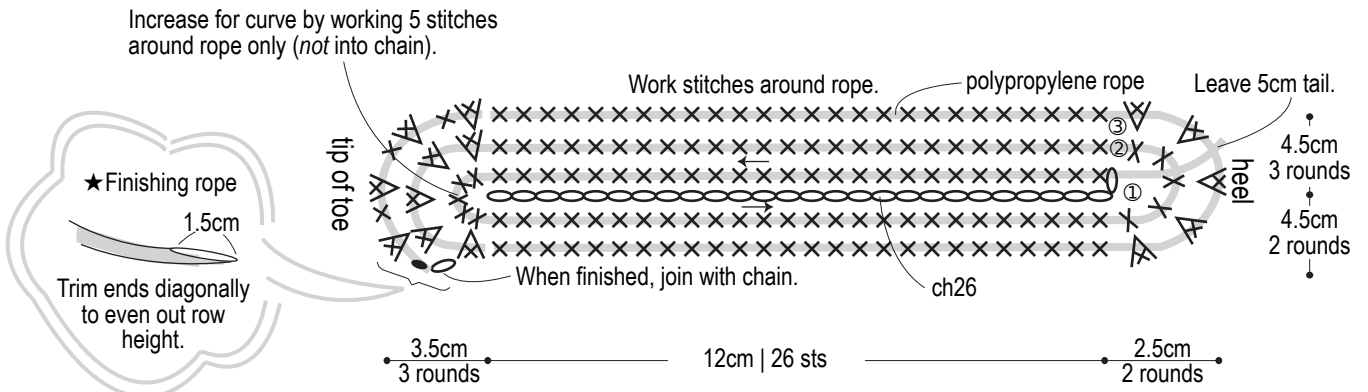 Increase for curve by working 5 stitches
around rope only (not into chain).
Work stitches around rope.
polypropylene rope
Leave 5cm tail.
③
②
①
tip of toe
heel
4.5cm
3 rounds
4.5cm
2 rounds
★Finishing rope
1.5cm
Trim ends diagonally
to even out row
height.
When finished, join with chain.
ch26
3.5cm
3 rounds
12cm | 26 sts
2.5cm
2 rounds